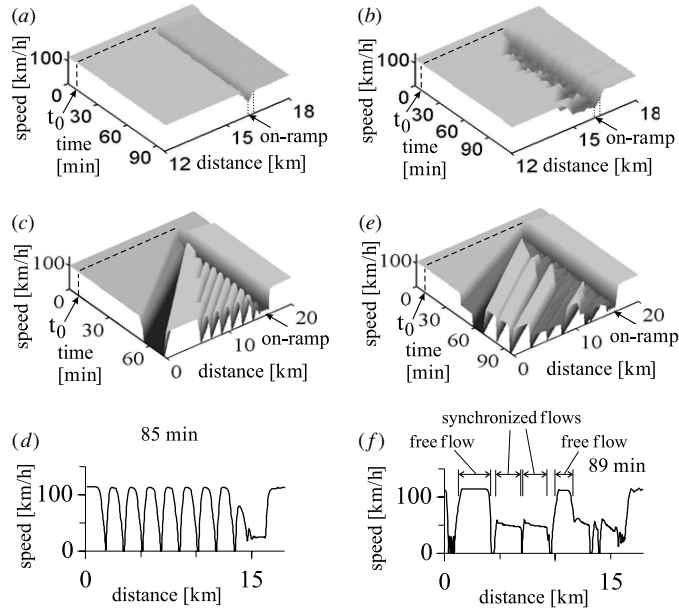 (a)
speed [km/h]
100
0
t0
30
60
90
time
[min]
12
15
18
on-ramp
distance [km]
(b)
speed [km/h]
100
0
t0
30
60
90
time
[min]
12
15
18
on-ramp
distance [km]
(c)
speed [km/h]
100
0
t0
30
60
time
[min]
0
10
20
on-ramp
distance [km]
(e)
speed [km/h]
100
0
t0
30
60
90
time
[min]
0
10
20
on-ramp
distance [km]
(d)
85 min
speed [km/h]
100
0
0
15
distance [km]
(f)
synchronized flows
free flow
free flow
89 min
speed [km/h]
100
0
0
15
distance [km]